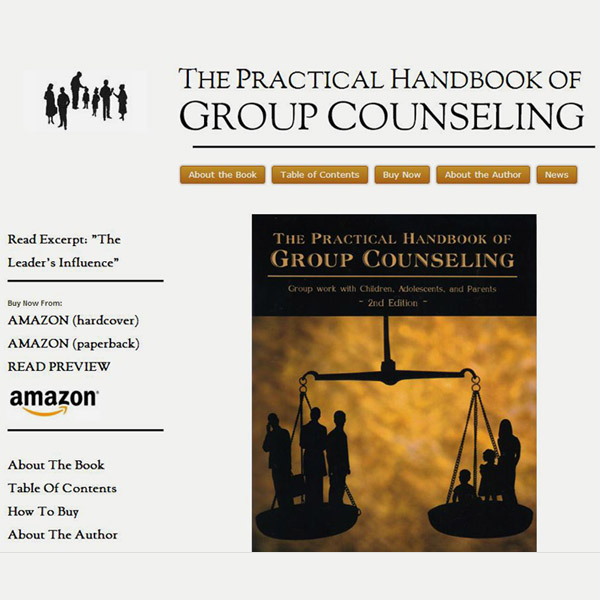 THE PRACTICAL HANDBOOK OF
GROUP COUNSELING
About the Book
Table of Contents
Buy Now
About the Author
News
Read Excerpt: "The
Leader's Influence"
Buy Now From:
AMAZON (hardcover)
AMAZON (paperback)
READ PREVIEW
amazon
About The Book
Table Of Contents
How To Buy
About The Author
THE PRACTICAL HANDBOOK OF
GROUP COUNSELING
Group work with Children, Adolescents, and Parents
~ 2nd Edition ~